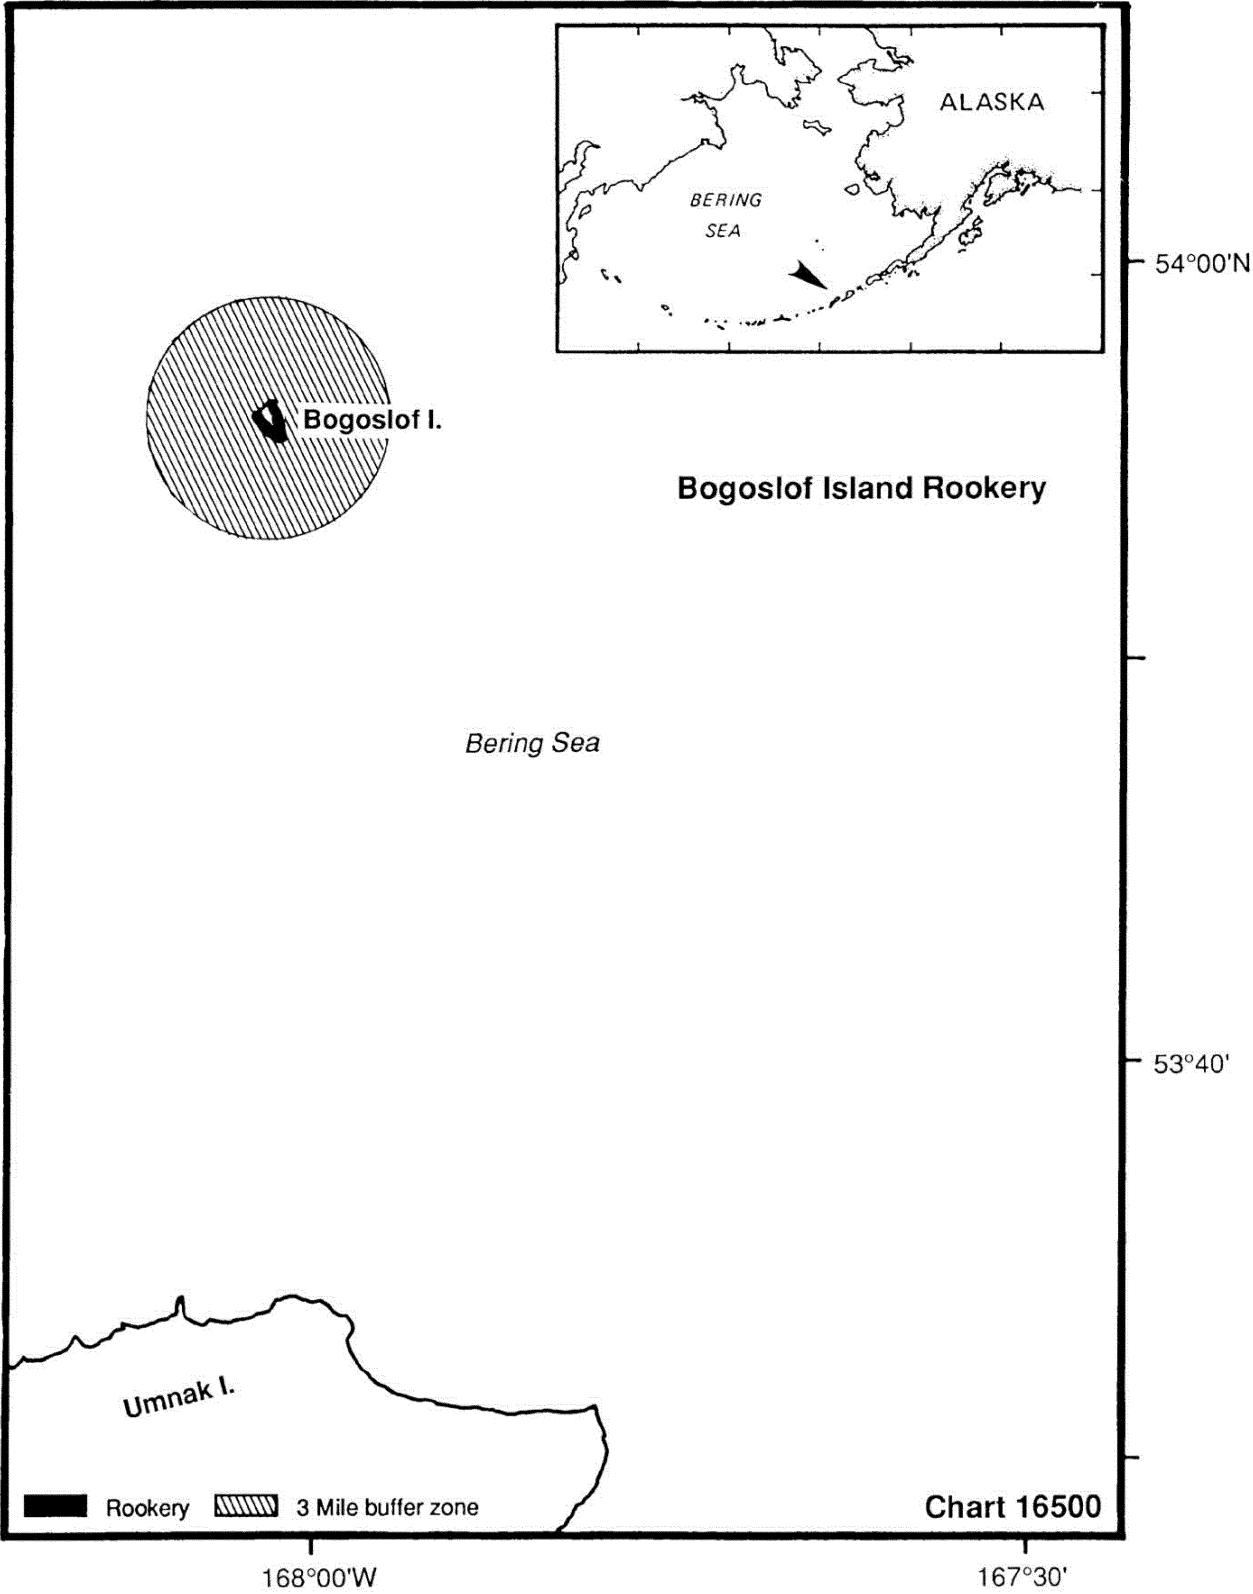 ALASKA
BERING
SEA
54°00'N
Bogoslof I.
Bogoslof Island Rookery
Bering Sea
53°40'
Umnak I.
Rookery
3 Mile buffer zone
Chart 16500
168°00'W
167°30'